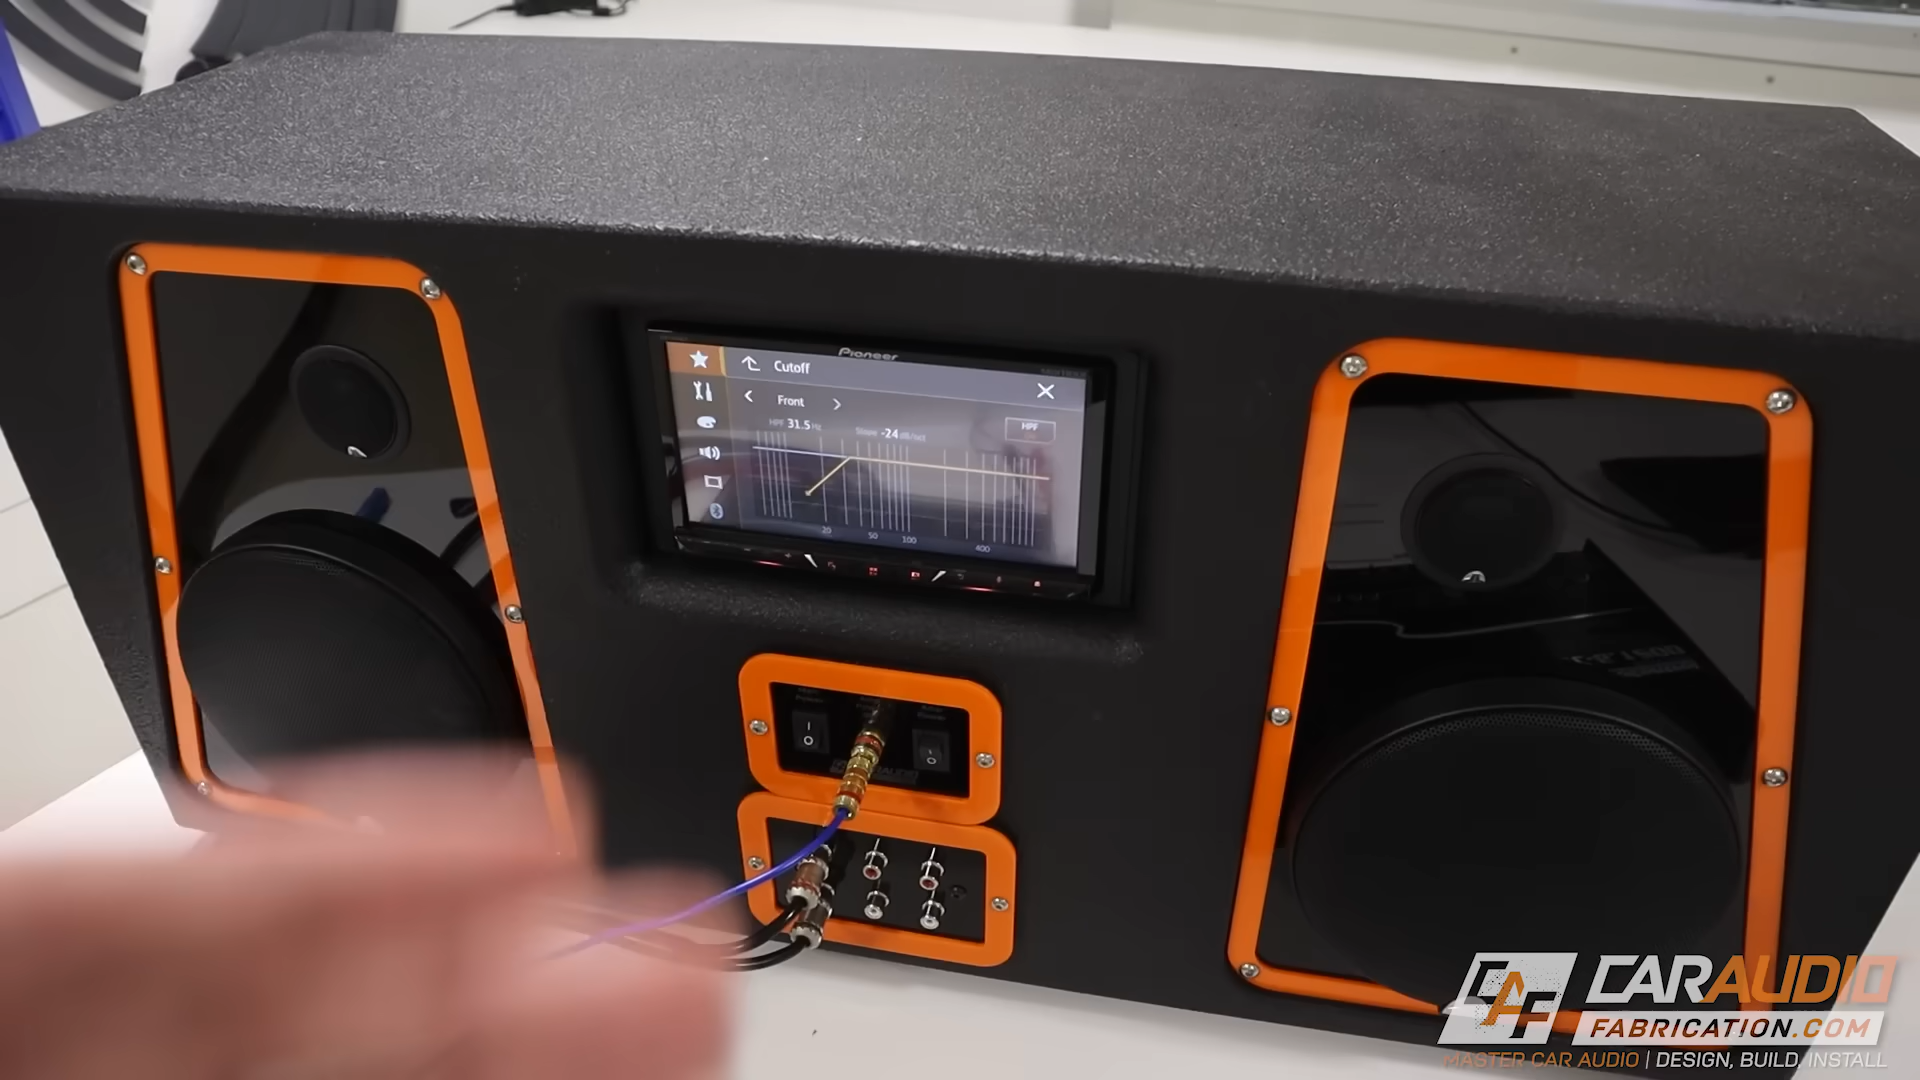 Pioneer
Cutoff
Front
HPF 31.5 Hz
Slope -24 dB/oct
HPF
20
50
100
400
CARAUDIO
FABRICATION.COM
MASTER CAR AUDIO | DESIGN, BUILD, INSTALL